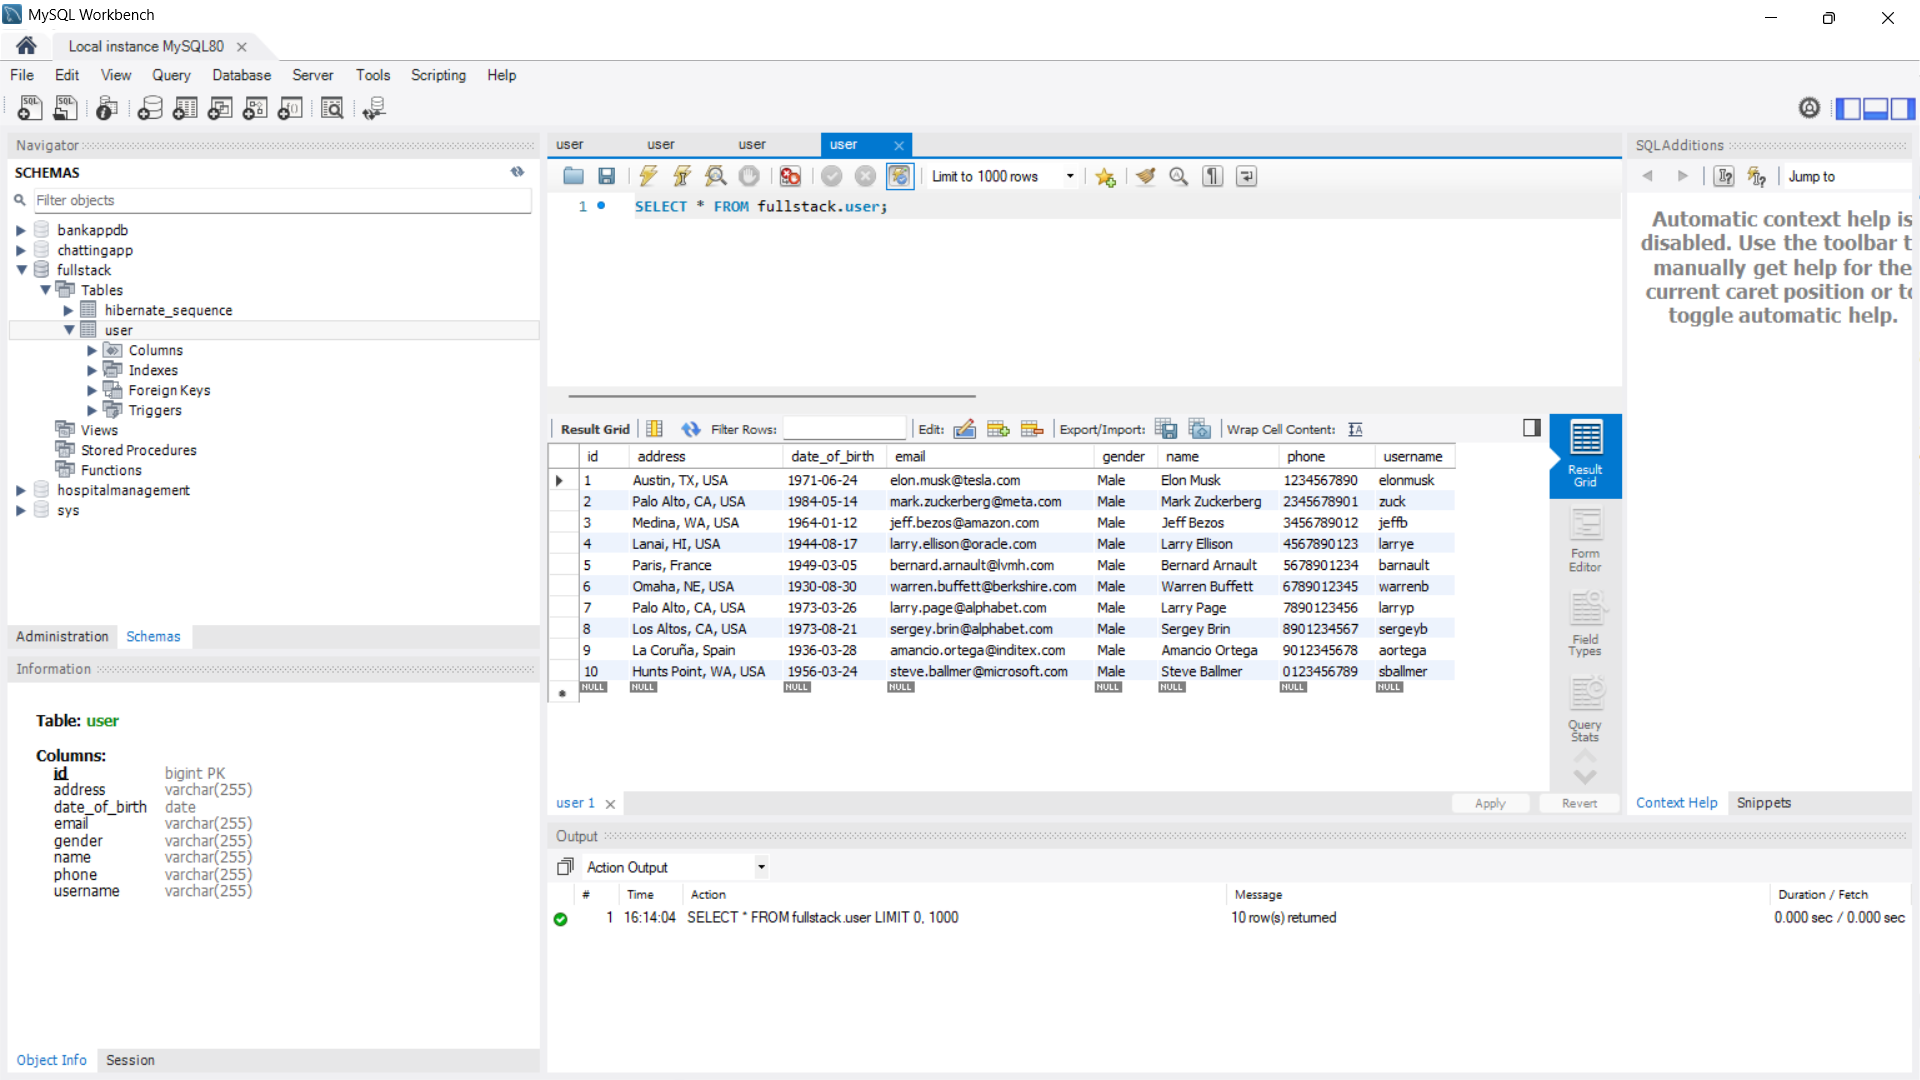 MySQL Workbench
Local instance MySQL80
File Edit View Query Database Server Tools Scripting Help
Navigator
SCHEMAS
Filter objects
bankappdb
chattingapp
fullstack
Tables
hibernate_sequence
user
Columns
Indexes
Foreign Keys
Triggers
Views
Stored Procedures
Functions
hospitalmanagement
sys
Administration Schemas
Information
Table: user
Columns:
id bigint PK
address varchar(255)
date_of_birth date
email varchar(255)
gender varchar(255)
name varchar(255)
phone varchar(255)
username varchar(255)
Object Info Session
user user user user
Limit to 1000 rows
1 SELECT * FROM fullstack.user;
Result Grid Filter Rows: Edit: Export/Import: Wrap Cell Content:
id address date_of_birth email gender name phone username
1 Austin, TX, USA 1971-06-24 elon.musk@tesla.com Male Elon Musk 1234567890 elonmusk
2 Palo Alto, CA, USA 1984-05-14 mark.zuckerberg@meta.com Male Mark Zuckerberg 2345678901 zuck
3 Medina, WA, USA 1964-01-12 jeff.bezos@amazon.com Male Jeff Bezos 3456789012 jeffb
4 Lanai, HI, USA 1944-08-17 larry.ellison@oracle.com Male Larry Ellison 4567890123 larrye
5 Paris, France 1949-03-05 bernard.arnault@lvmh.com Male Bernard Arnault 5678901234 barnault
6 Omaha, NE, USA 1930-08-30 warren.buffett@berkshire.com Male Warren Buffett 6789012345 warrenb
7 Palo Alto, CA, USA 1973-03-26 larry.page@alphabet.com Male Larry Page 7890123456 larryp
8 Los Altos, CA, USA 1973-08-21 sergey.brin@alphabet.com Male Sergey Brin 8901234567 sergeyb
9 La Coruña, Spain 1936-03-28 amancio.ortega@inditex.com Male Amancio Ortega 9012345678 aortega
10 Hunts Point, WA, USA 1956-03-24 steve.ballmer@microsoft.com Male Steve Ballmer 0123456789 sballmer
NULL NULL NULL NULL NULL NULL NULL NULL
Result
Grid
Form
Editor
Field
Types
Query
Stats
user 1
Apply Revert
Output
Action Output
# Time Action Message Duration / Fetch
1 16:14:04 SELECT * FROM fullstack.user LIMIT 0, 1000 10 row(s) returned 0.000 sec / 0.000 sec
SQLAdditions
Jump to
Automatic context help is
disabled. Use the toolbar t
manually get help for the
current caret position or to
toggle automatic help.
Context Help Snippets